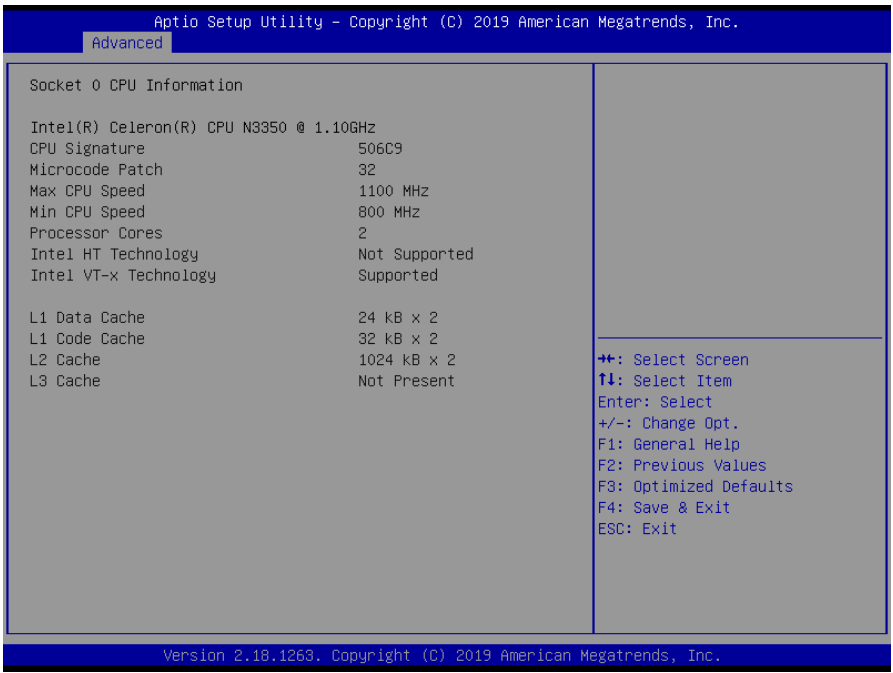 Aptio Setup Utility – Copyright (C) 2019 American Megatrends, Inc.
Advanced
Socket 0 CPU Information
Intel(R) Celeron(R) CPU N3350 @ 1.10GHz
CPU Signature 506C9
Microcode Patch 32
Max CPU Speed 1100 MHz
Min CPU Speed 800 MHz
Processor Cores 2
Intel HT Technology Not Supported
Intel VT-x Technology Supported
L1 Data Cache 24 kB x 2
L1 Code Cache 32 kB x 2
L2 Cache 1024 kB x 2
L3 Cache Not Present
→←: Select Screen
↑↓: Select Item
Enter: Select
+/-: Change Opt.
F1: General Help
F2: Previous Values
F3: Optimized Defaults
F4: Save & Exit
ESC: Exit
Version 2.18.1263. Copyright (C) 2019 American Megatrends, Inc.